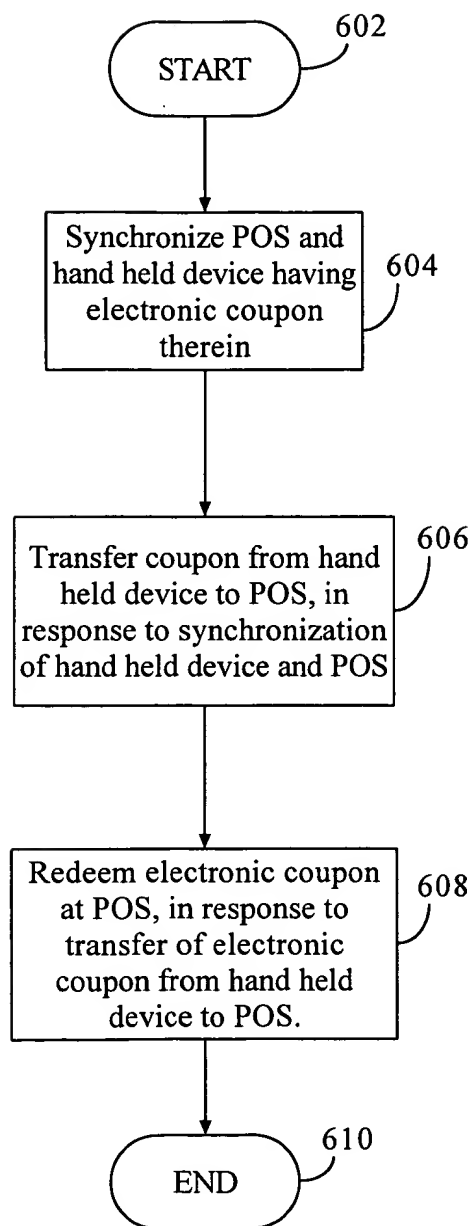 602
START
Synchronize POS and
hand held device having
electronic coupon
therein
604
Transfer coupon from hand
held device to POS, in
response to synchronization
of hand held device and POS
606
Redeem electronic coupon
at POS, in response to
transfer of electronic
coupon from hand held
device to POS.
608
610
END